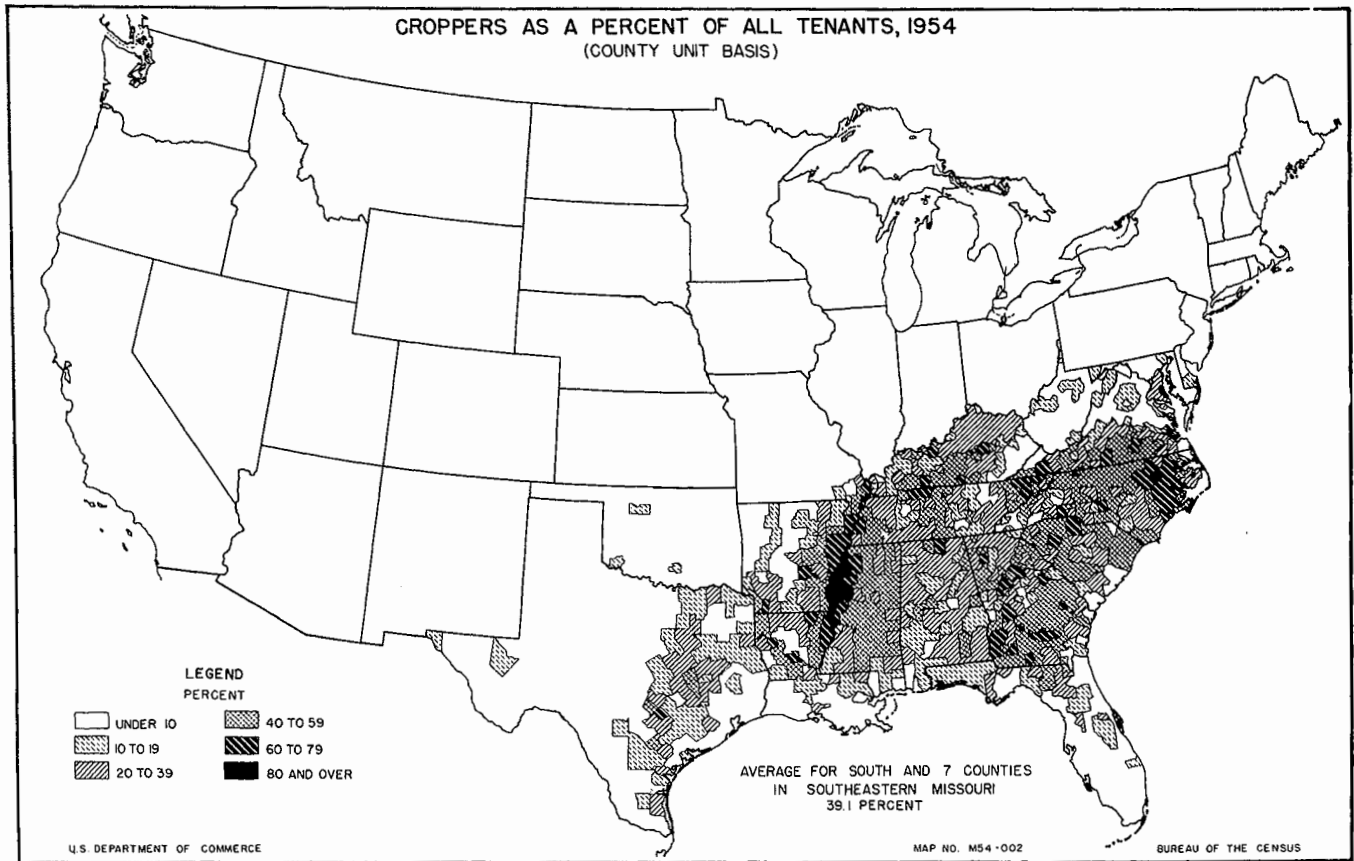 CROPPERS AS A PERCENT OF ALL TENANTS, 1954
(COUNTY UNIT BASIS)
LEGEND
PERCENT
UNDER 10
10 TO 19
20 TO 39
40 TO 59
60 TO 79
80 AND OVER
AVERAGE FOR SOUTH AND 7 COUNTIES
IN SOUTHEASTERN MISSOURI
39.1 PERCENT
U.S. DEPARTMENT OF COMMERCE
MAP NO. M54-002
BUREAU OF THE CENSUS